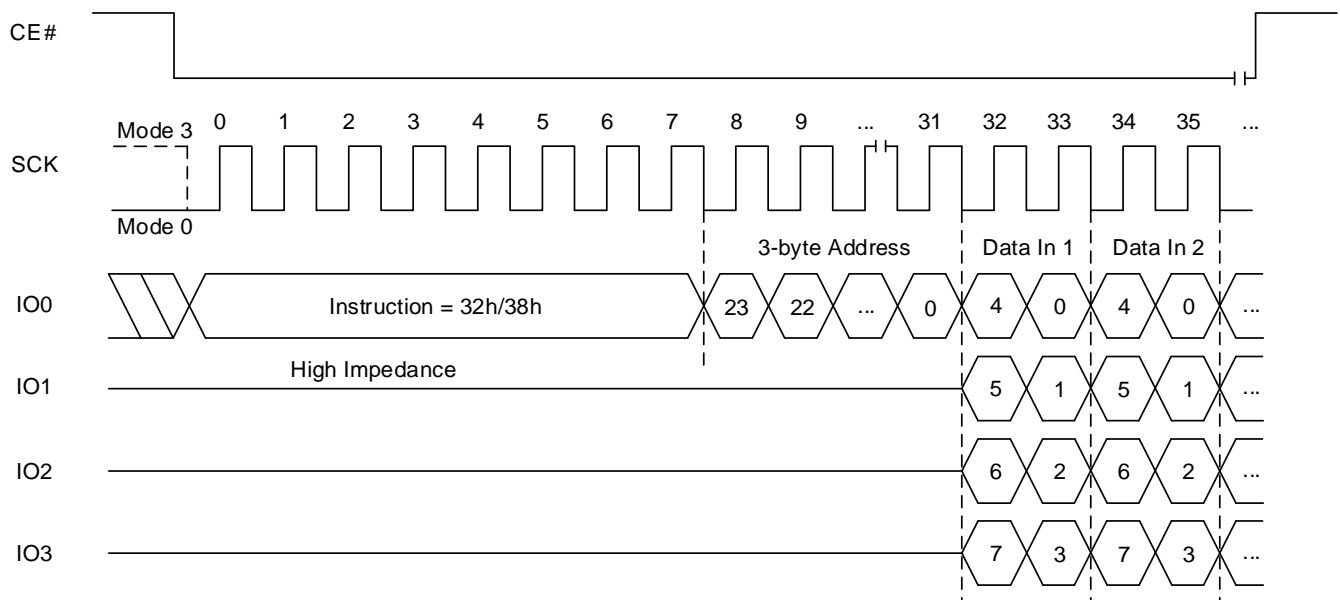 CE#
Mode 3 0 1 2 3 4 5 6 7 8 9 ... 31 32 33 34 35 ...
SCK
Mode 0
3-byte Address Data In 1 Data In 2
IO0 Instruction = 32h/38h 23 22 ... 0 4 0 4 0 ...
High Impedance
IO1 5 1 5 1 ...
IO2 6 2 6 2 ...
IO3 7 3 7 3 ...